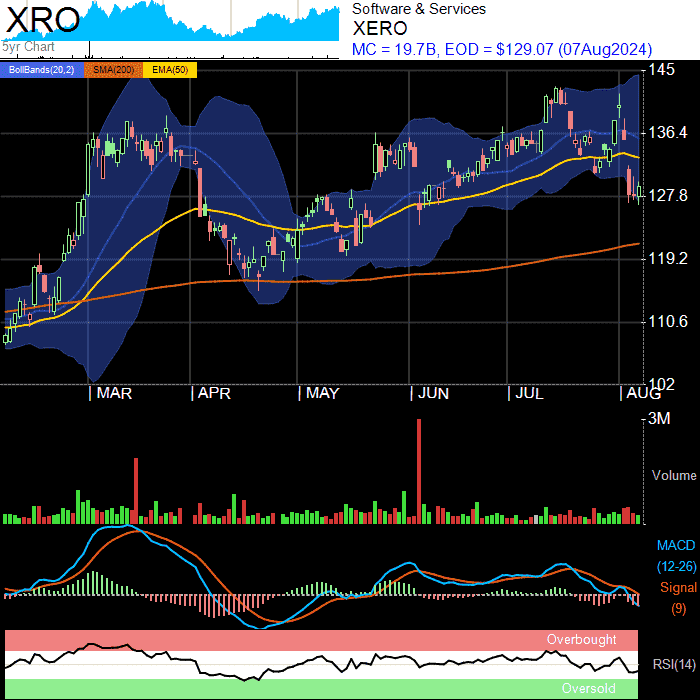 XRO
5yr Chart
Software & Services
XERO
MC = 19.7B, EOD = $129.07 (07Aug2024)
BollBands(20,2) SMA(200) EMA(50)
145
136.4
127.8
119.2
110.6
102
MAR APR MAY JUN JUL AUG
3M
Volume
MACD
(12-26)
Signal
(9)
Overbought
RSI(14)
Oversold